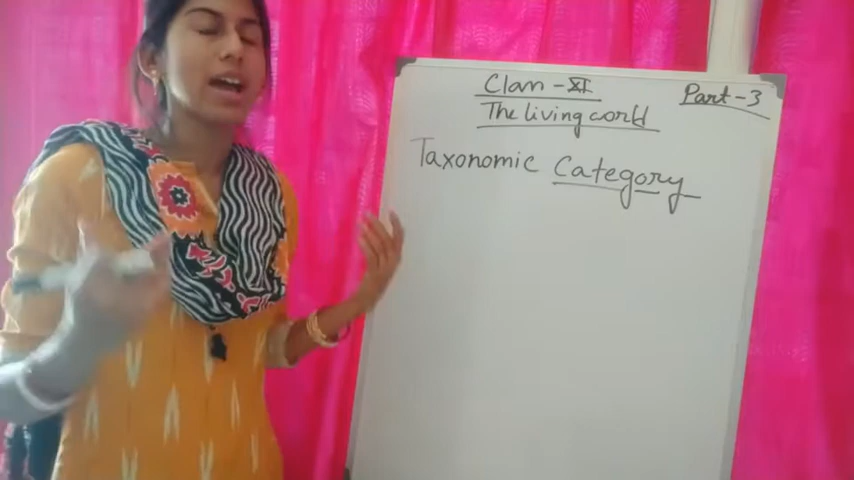 Class - XI
Part-3
The living world
Taxonomic Category